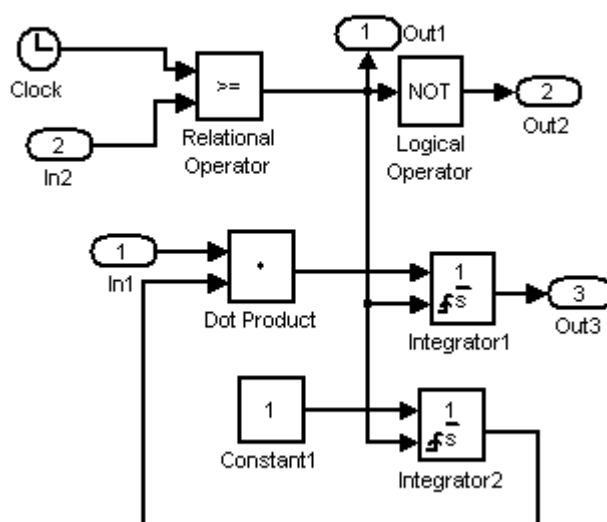 1
Out1
Clock
>=
NOT
2
Out2
2
In2
Relational
Operator
Logical
Operator
1
In1
.
Dot Product
1
s
Integrator1
3
Out3
1
Constant1
1
s
Integrator2